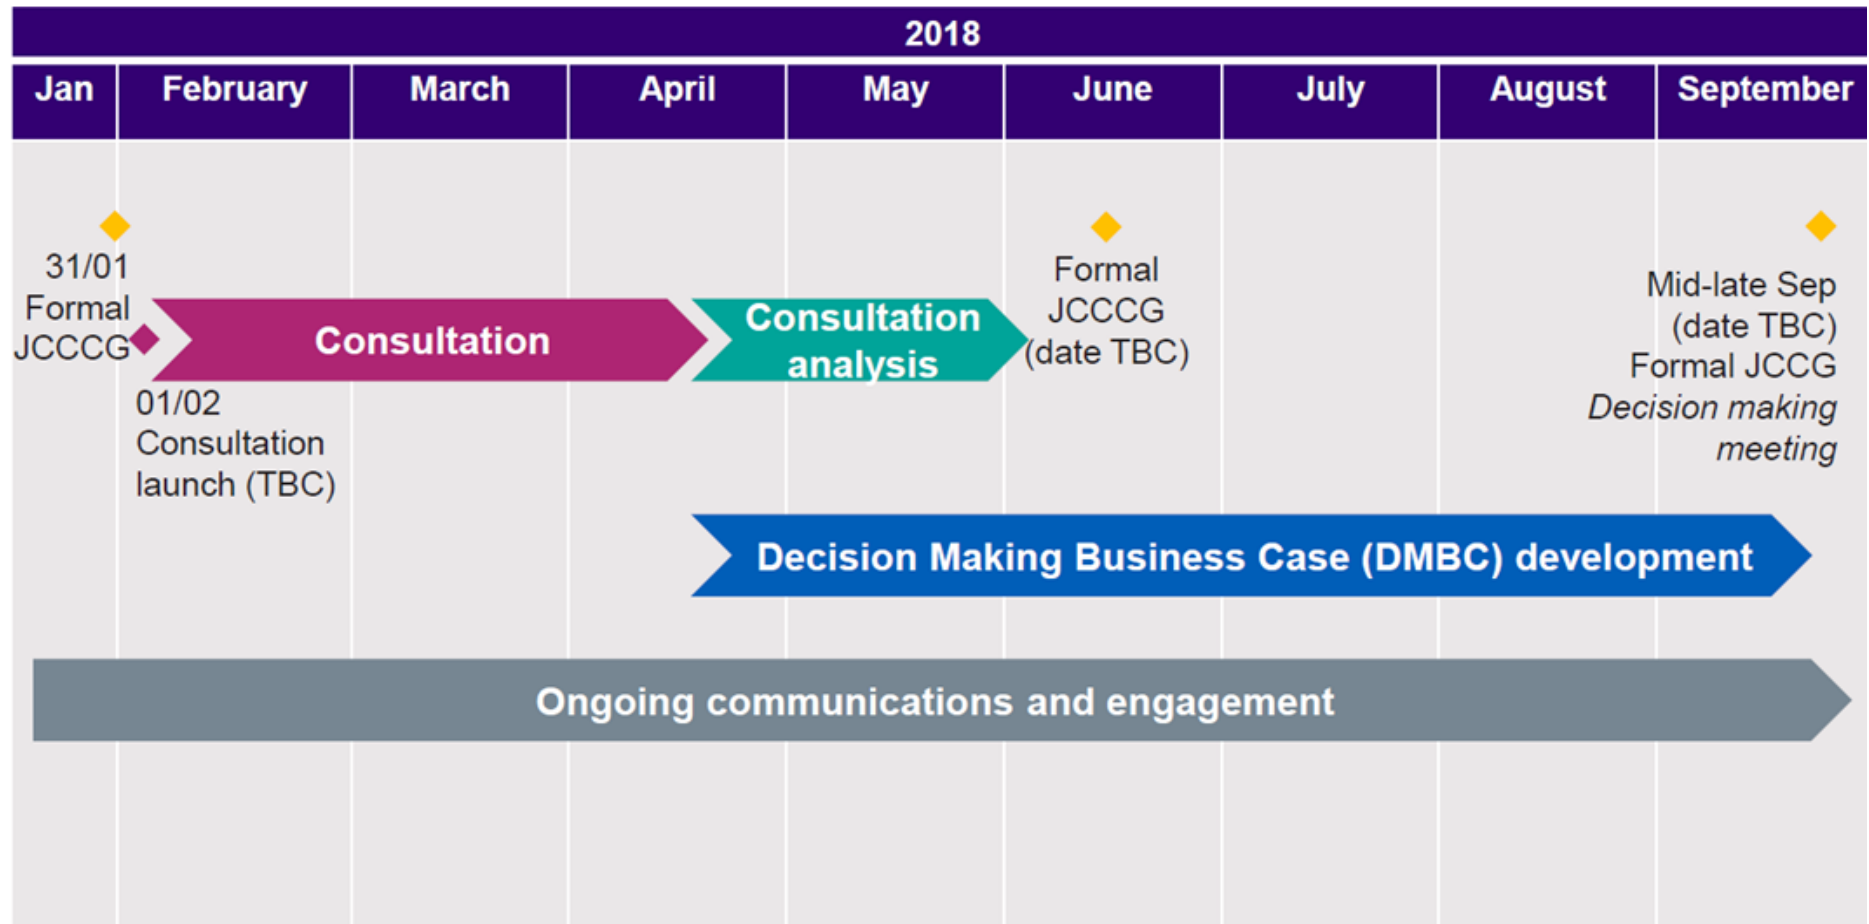 2018
Jan February March April May June July August September
31/01
Formal
JCCCG
Consultation
01/02
Consultation
launch (TBC)
Consultation
analysis
Formal
JCCCG
(date TBC)
Mid-late Sep
(date TBC)
Formal JCCG
Decision making
meeting
Decision Making Business Case (DMBC) development
Ongoing communications and engagement